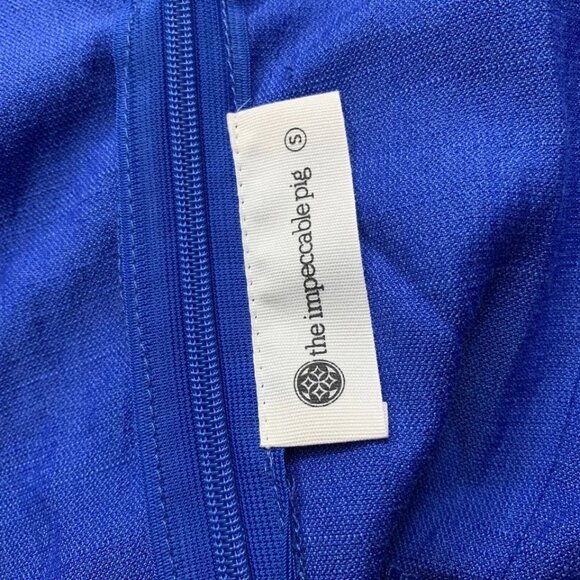 the impeccable pig Ⓢ